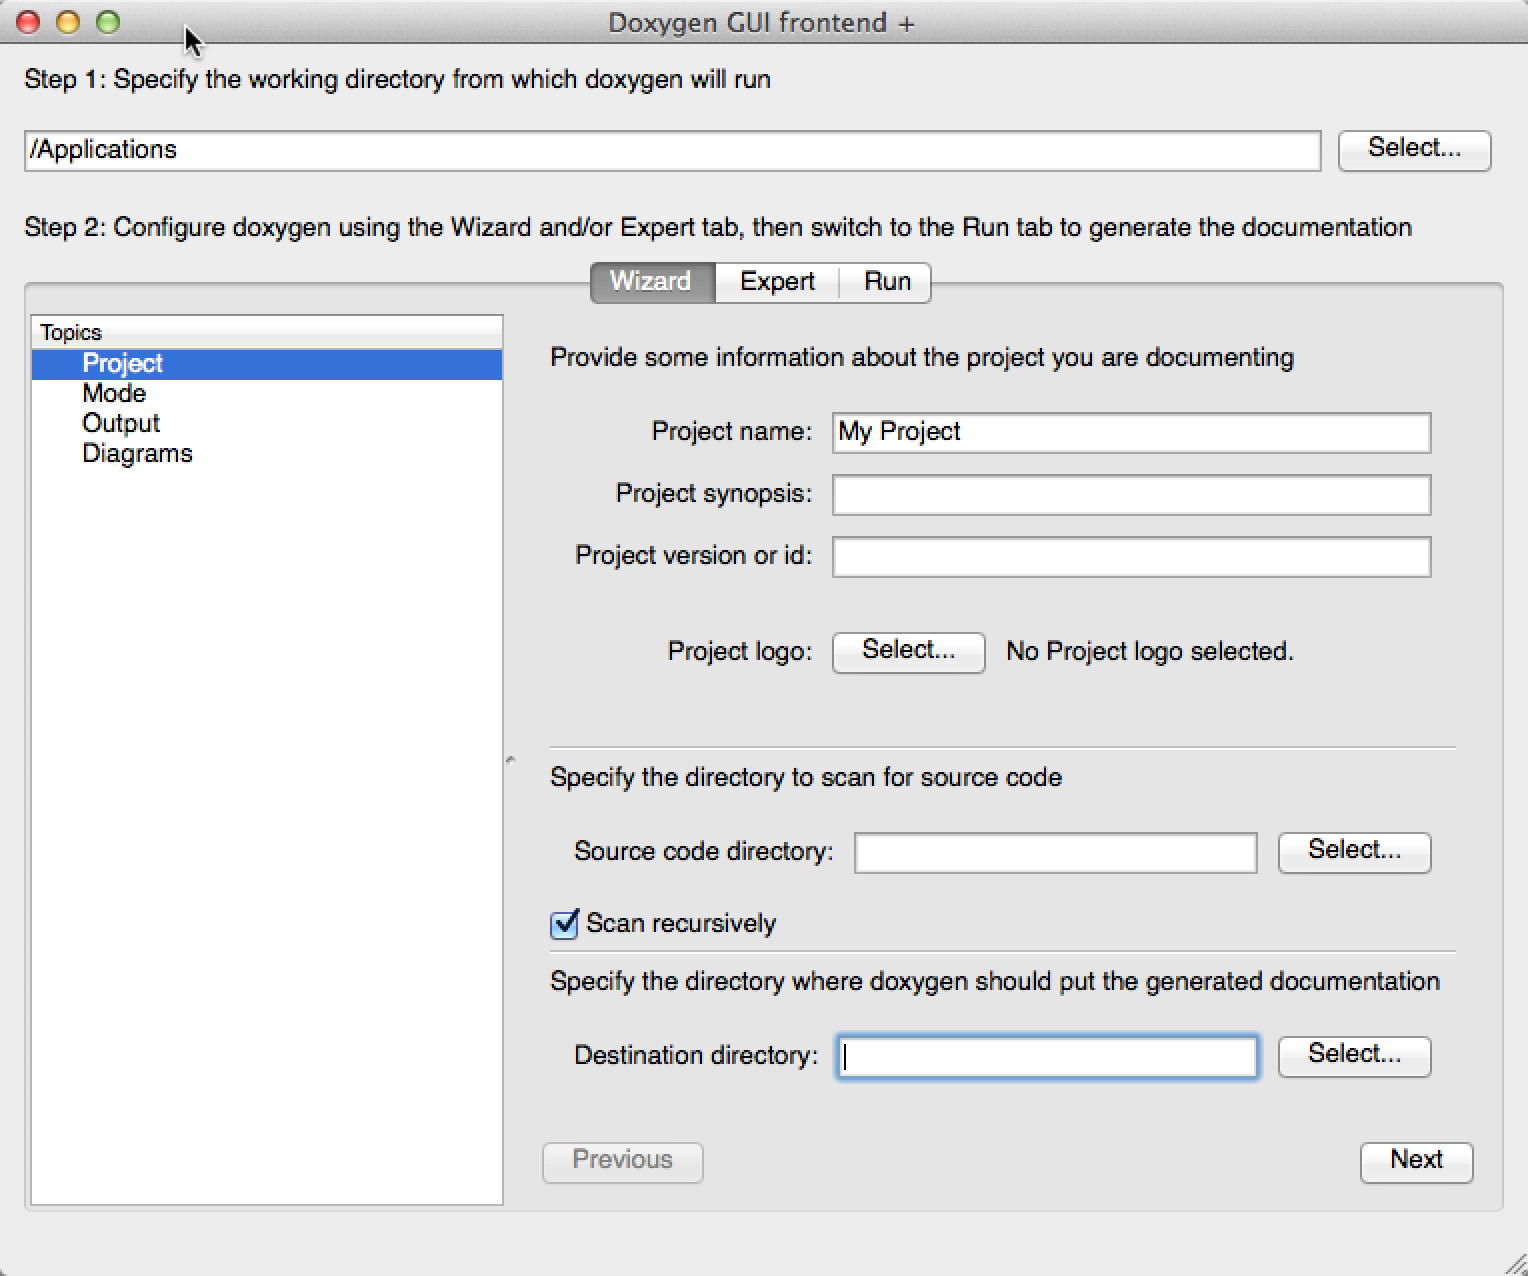 Doxygen GUI frontend +
Step 1: Specify the working directory from which doxygen will run
/Applications
Select...
Step 2: Configure doxygen using the Wizard and/or Expert tab, then switch to the Run tab to generate the documentation
Wizard Expert Run
Topics
Project
Mode
Output
Diagrams
Provide some information about the project you are documenting
Project name: My Project
Project synopsis:
Project version or id:
Project logo: Select... No Project logo selected.
Specify the directory to scan for source code
Source code directory: Select...
Scan recursively
Specify the directory where doxygen should put the generated documentation
Destination directory: Select...
Previous Next